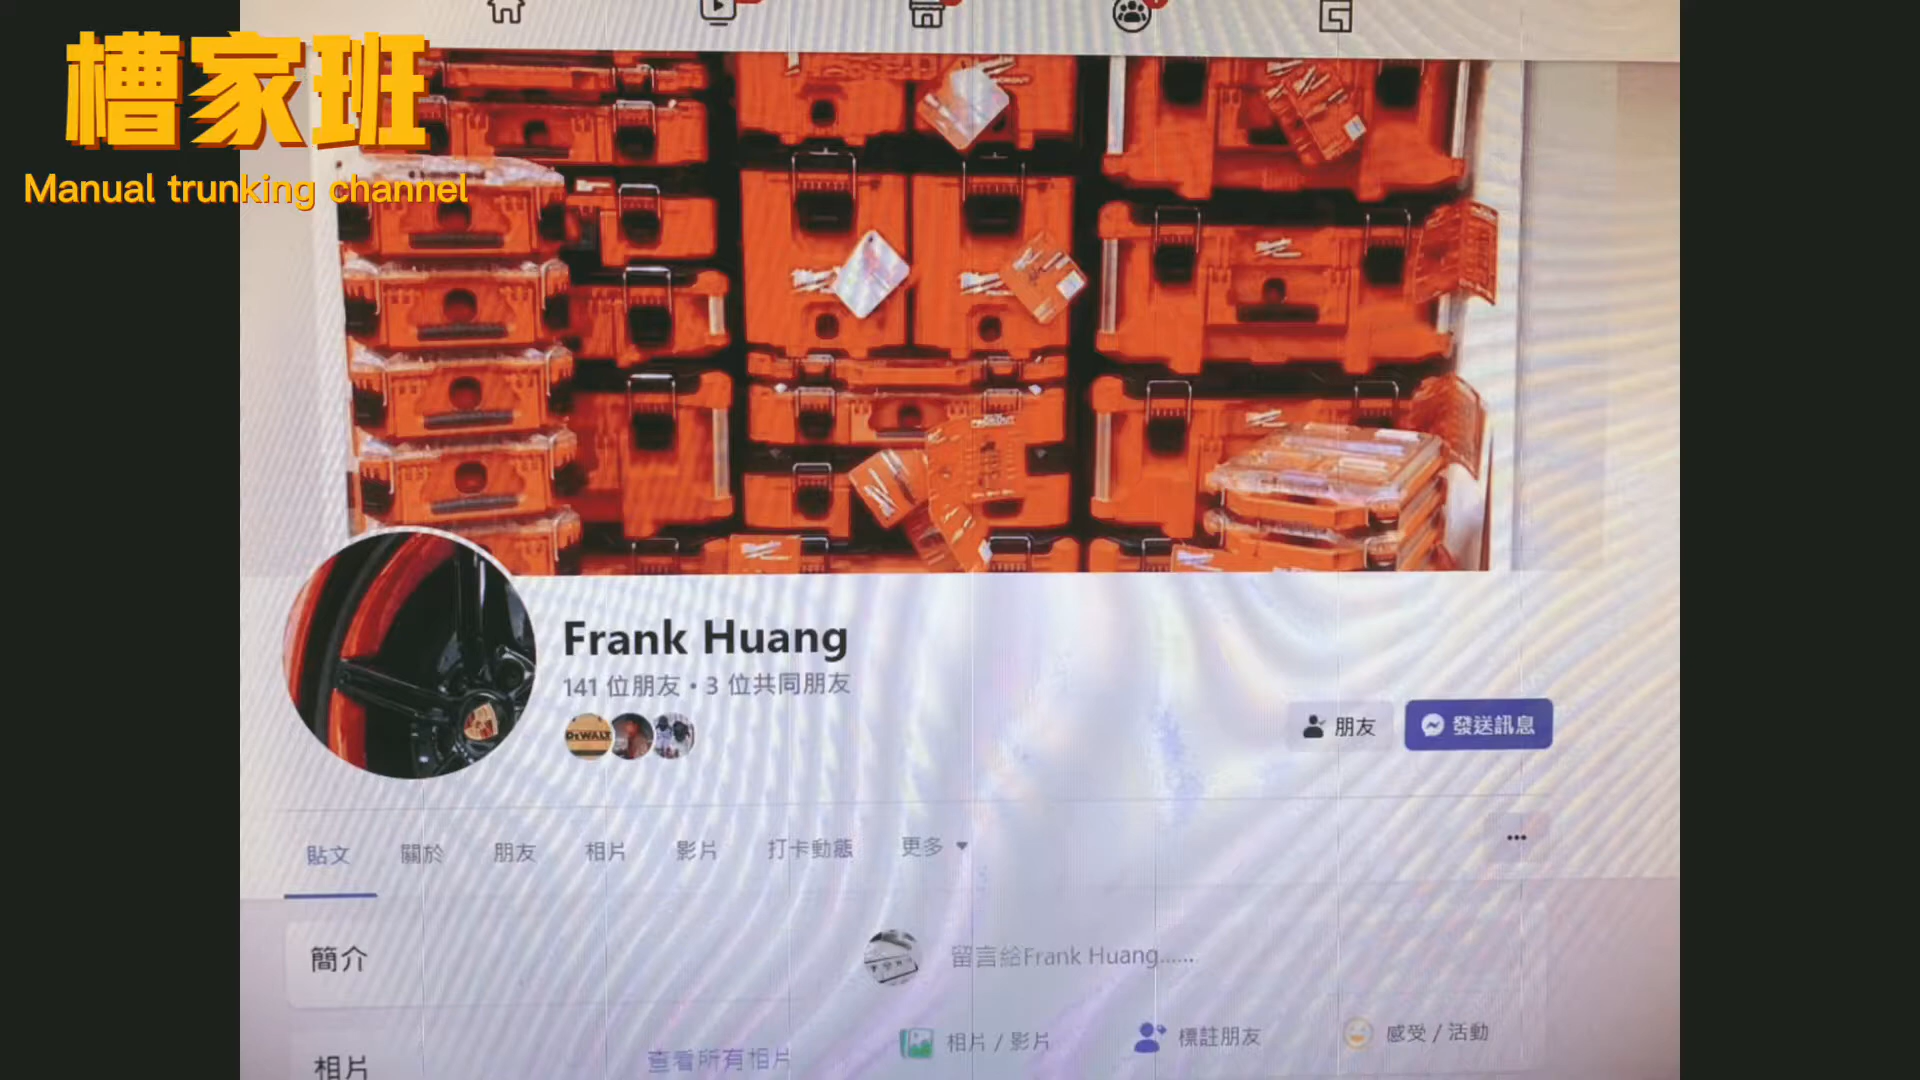 槽家班
Manual trunking channel
Frank Huang
141 位朋友 • 3 位共同朋友
DEWALT
朋友
發送訊息
貼文
關於
朋友
相片
影片
打卡動態
更多
簡介
留言給Frank Huang......
相片 / 影片
標註朋友
感受 / 活動
相片
查看所有相片